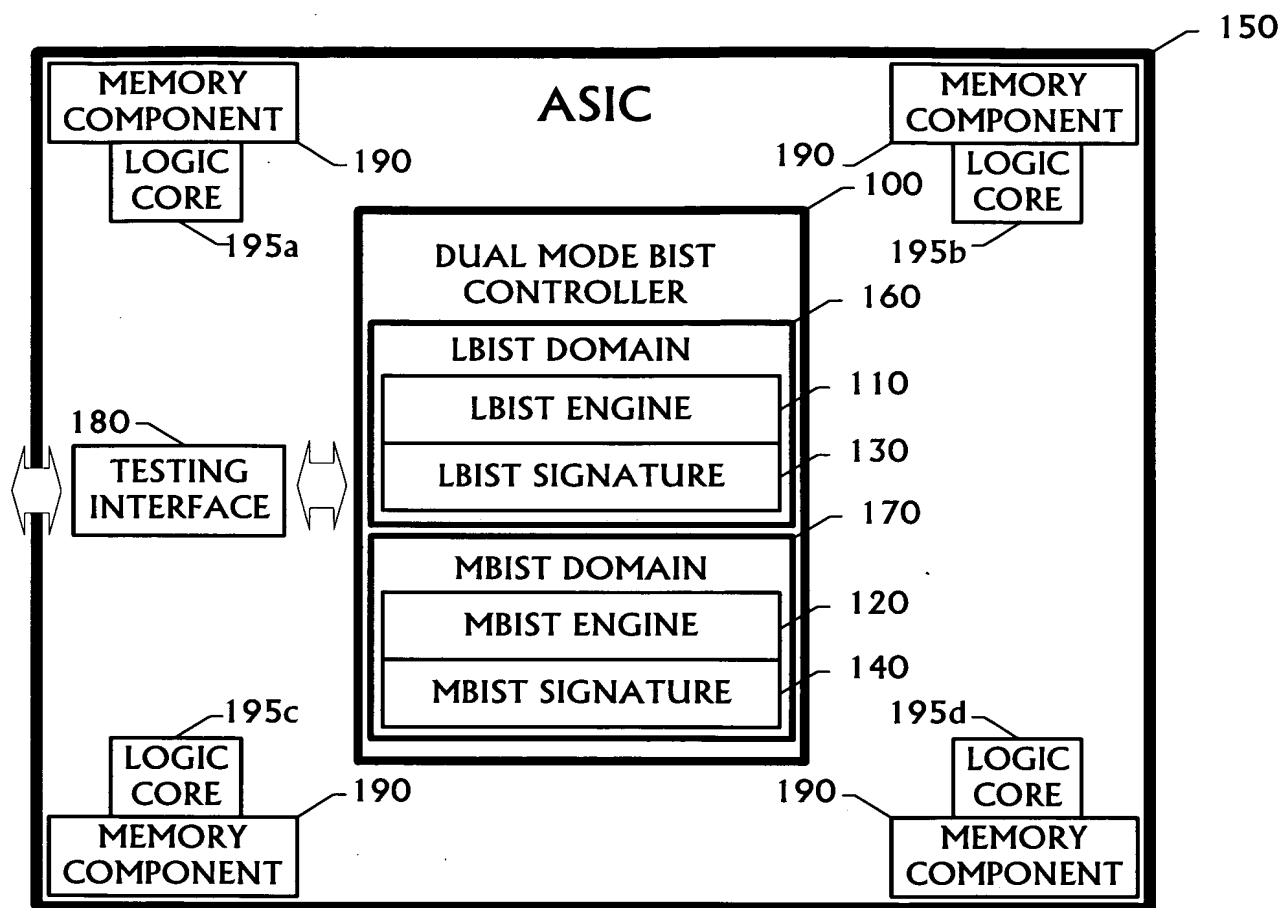 150
MEMORY
COMPONENT
ASIC
MEMORY
COMPONENT
190
LOGIC
CORE
195a
190
LOGIC
CORE
195b
100
DUAL MODE BIST
CONTROLLER
160
LBIST DOMAIN
LBIST ENGINE
110
LBIST SIGNATURE
130
180
TESTING
INTERFACE
170
MBIST DOMAIN
MBIST ENGINE
120
MBIST SIGNATURE
140
195c
LOGIC
CORE
190
MEMORY
COMPONENT
195d
LOGIC
CORE
190
MEMORY
COMPONENT